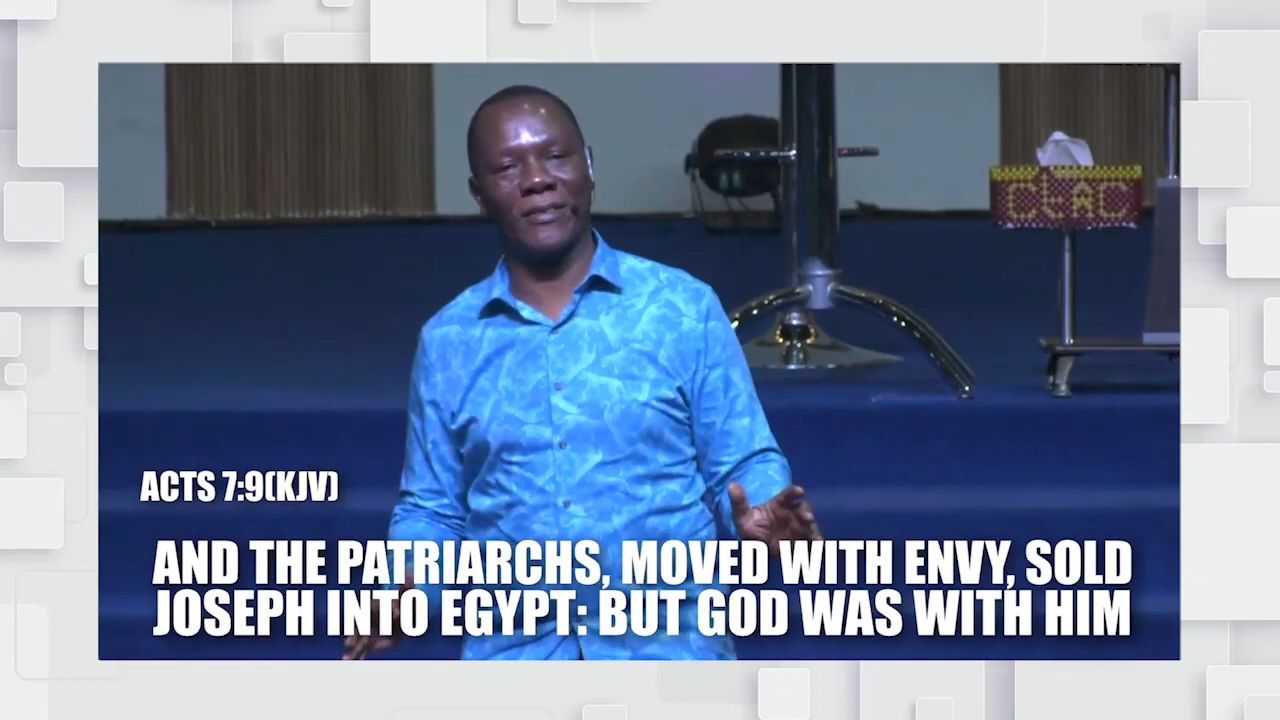 CEAC
ACTS 7:9(KJV)
AND THE PATRIARCHS, MOVED WITH ENVY, SOLD
JOSEPH INTO EGYPT: BUT GOD WAS WITH HIM